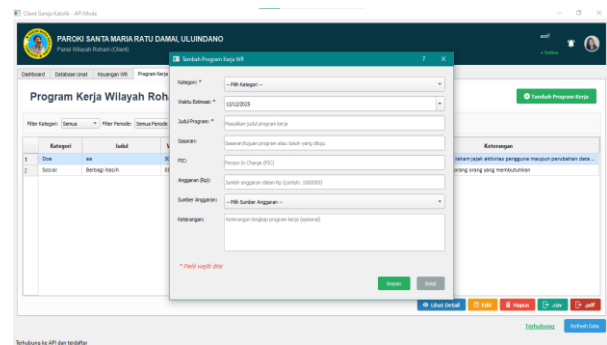 Client Gereja Katolik - API Mode
PAROKI SANTA MARIA RATU DAMAI, ULUINDANO
Panel Wilayah Rohani (Client)
asdf
• Online
Dashboard Database Umat Keuangan WR Program Kerja
Program Kerja Wilayah Roh
Tambah Program Kerja
Filter Kategori: Semua Filter Periode: Semua Periode
Kategori Judul Keterangan
1 Doa aa rekam jejak aktivitas pengguna maupun perubahan data ...
2 Sosial Berbagi Kasih orang orang yang membutuhkan
Tambah Program Kerja WR
Kategori: *
-- Pilih Kategori --
Waktu Estimasi: *
13/12/2025
Judul Program: *
Masukkan judul program kerja
Sasaran:
Sasaran/tujuan program atau tokoh yang dituju
PIC:
Person In Charge (PIC)
Anggaran (Rp):
Jumlah anggaran dalam Rp (contoh: 1000000)
Sumber Anggaran:
-- Pilih Sumber Anggaran --
Keterangan:
Keterangan lengkap program kerja (opsional)
* Field wajib diisi
Simpan Batal
Lihat Detail Edit Hapus .csv .pdf
Terhubung Refresh Data
Terhubung ke API dan terdaftar